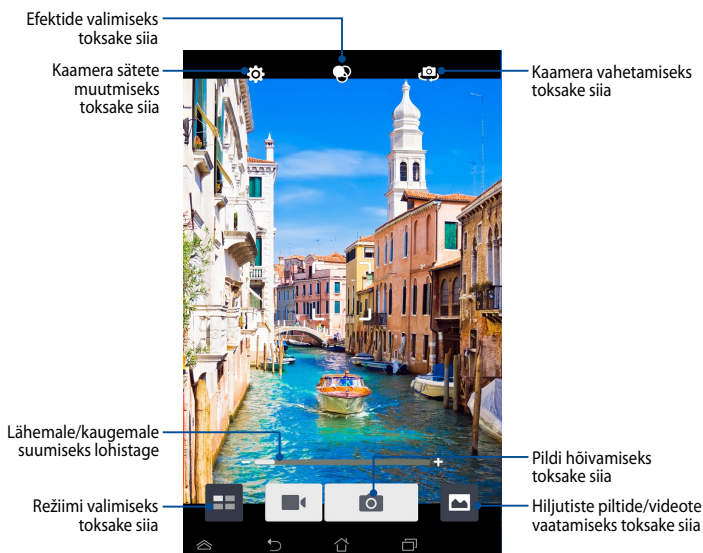 Efektide valimiseks
toksake siia
Kaamera sätete
muutmiseks
toksake siia
Kaamera vahetamiseks
toksake siia
Lähemale/kaugemale
suumiseks lohistage
Pildi hõivamiseks
toksake siia
Režiimi valimiseks
toksake siia
Hiljutiste piltide/videote
vaatamiseks toksake siia